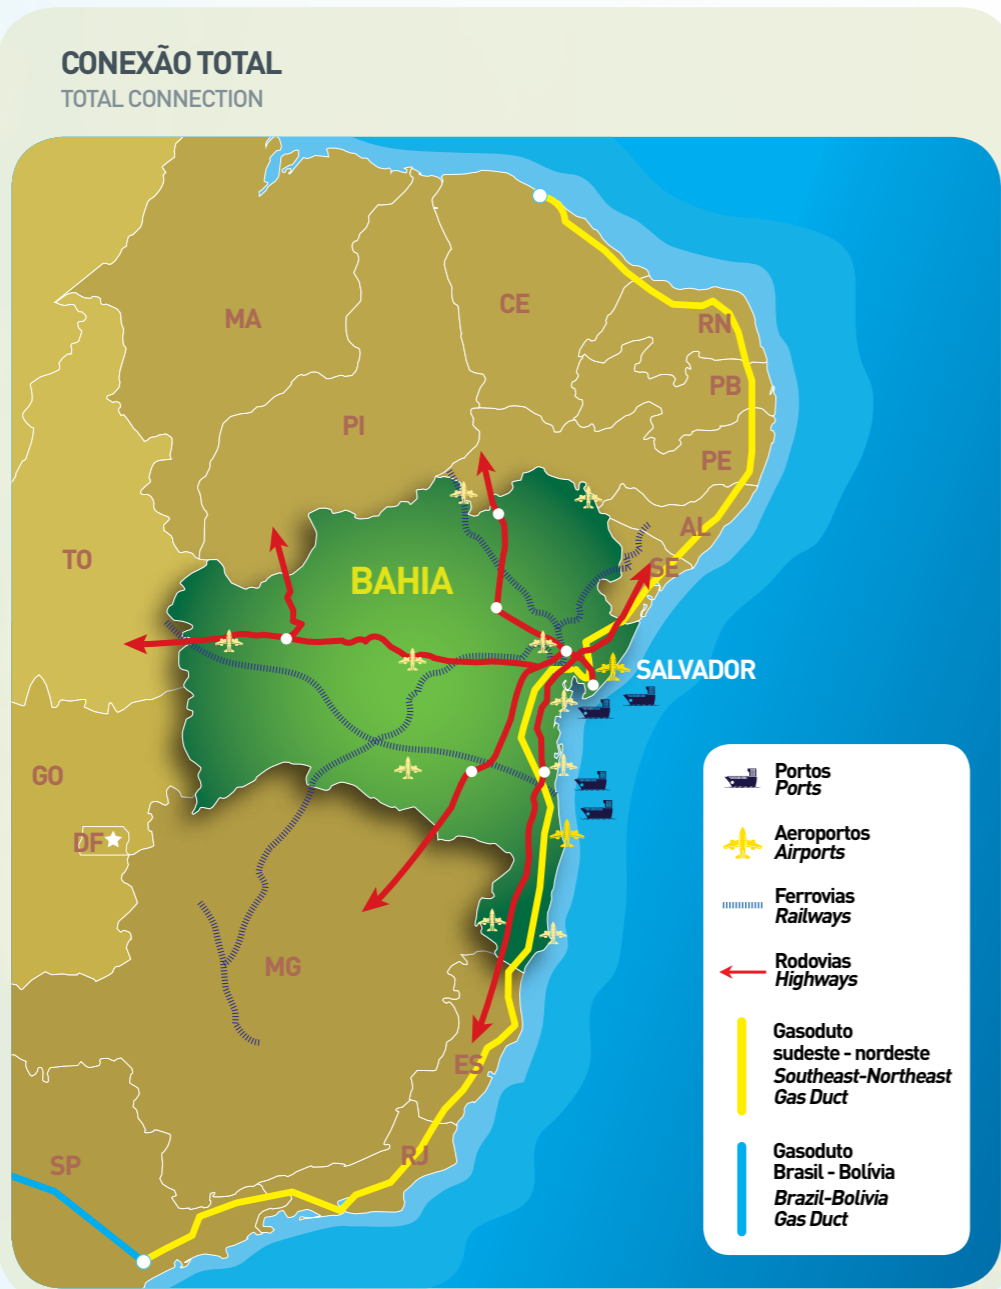 CONEXÃO TOTAL
TOTAL CONNECTION
MA
CE
RN
PB
PI
PE
AL
TO
SE
BAHIA
SALVADOR
GO
DF
MG
ES
RJ
SP
Portos
Ports
Aeroportos
Airports
Ferrovias
Railways
Rodovias
Highways
Gasoduto
sudeste - nordeste
Southeast-Northeast
Gas Duct
Gasoduto
Brasil - Bolívia
Brazil-Bolivia
Gas Duct